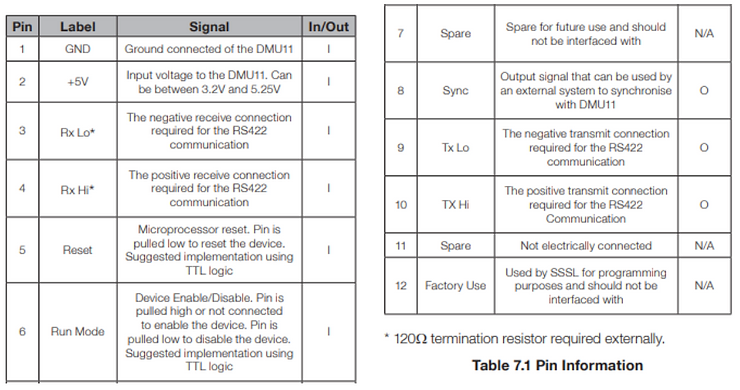 Pin Label Signal In/Out
1 GND Ground connected of the DMU11 I
2 +5V Input voltage to the DMU11. Can
be between 3.2V and 5.25V I
3 Rx Lo* The negative receive connection
required for the RS422
communication I
4 Rx Hi* The positive receive connection
required for the RS422
communication I
5 Reset Microprocessor reset. Pin is
pulled low to reset the device.
Suggested implementation using
TTL logic I
6 Run Mode Device Enable/Disable. Pin is
pulled high or not connected
to enable the device. Pin is
pulled low to disable the device.
Suggested implementation using
TTL logic I
7 Spare Spare for future use and should
not be interfaced with N/A
8 Sync Output signal that can be used by
an external system to synchronise
with DMU11 O
9 Tx Lo The negative transmit connection
required for the RS422
communication O
10 TX Hi The positive transmit connection
required for the RS422
Communication O
11 Spare Not electrically connected N/A
12 Factory Use Used by SSSL for programming
purposes and should not be
interfaced with N/A
* 120Ω termination resistor required externally.
Table 7.1 Pin Information